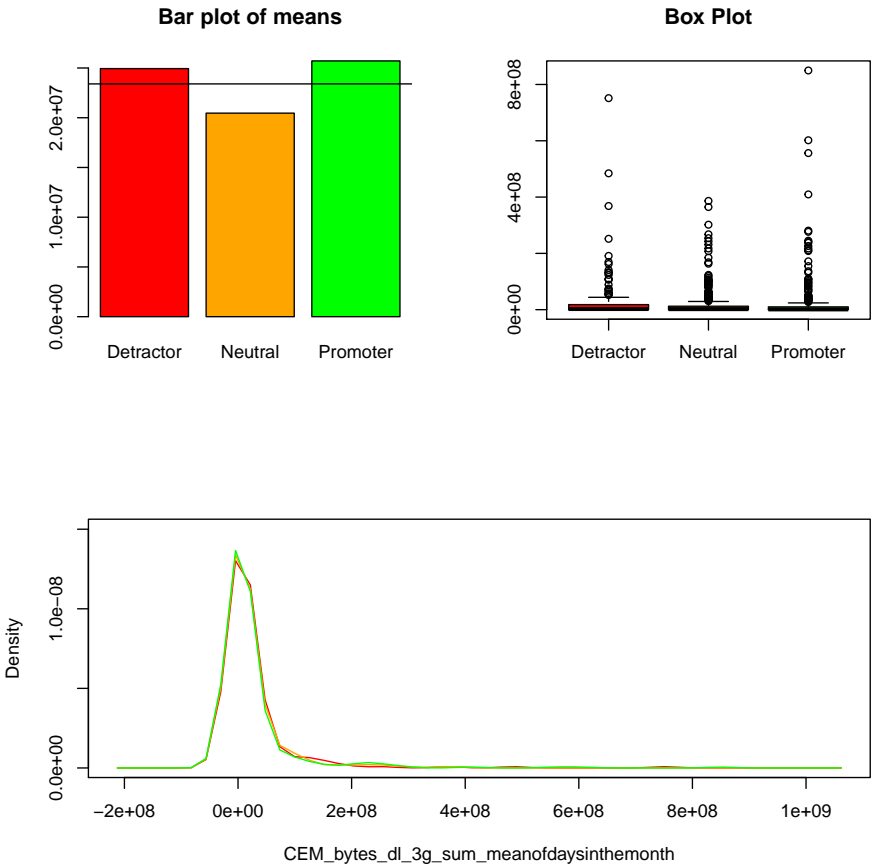 Bar plot of means
0.0e+00
1.0e+07
2.0e+07
Detractor
Neutral
Promoter
Box Plot
0e+00
4e+08
8e+08
Detractor
Neutral
Promoter
Density
0.0e+00
1.0e−08
−2e+08
0e+00
2e+08
4e+08
6e+08
8e+08
1e+09
CEM_bytes_dl_3g_sum_meanofdaysinthemonth